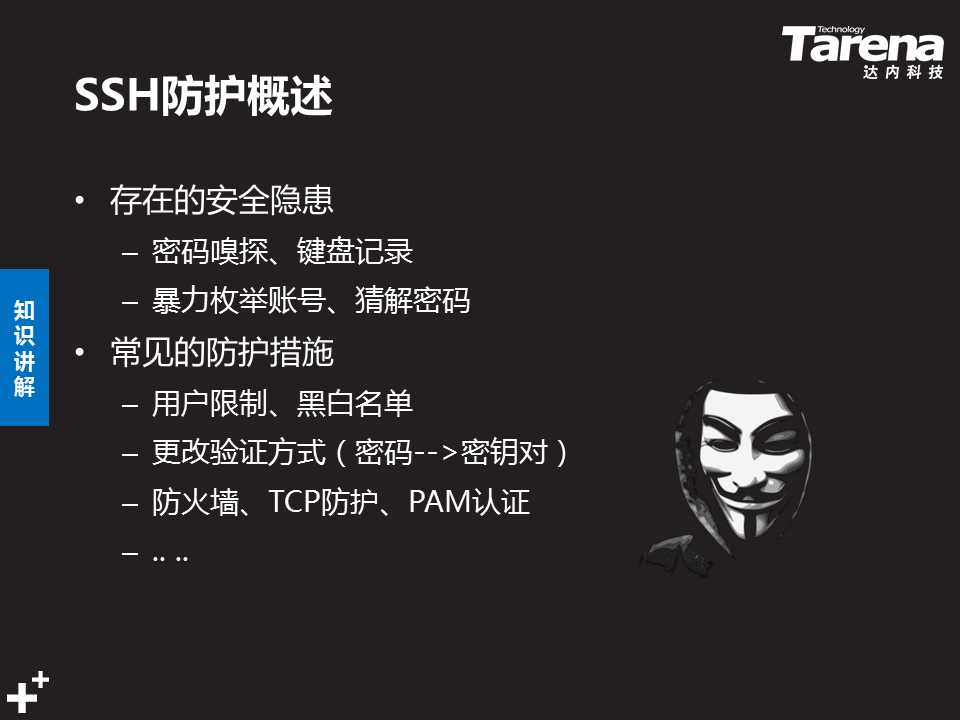 Technology
Tarena
达内科技
SSH防护概述
• 存在的安全隐患
– 密码嗅探、键盘记录
– 暴力枚举账号、猜解密码
• 常见的防护措施
– 用户限制、黑白名单
– 更改验证方式（密码-->密钥对）
– 防火墙、TCP防护、PAM认证
– .. ..
知识讲解